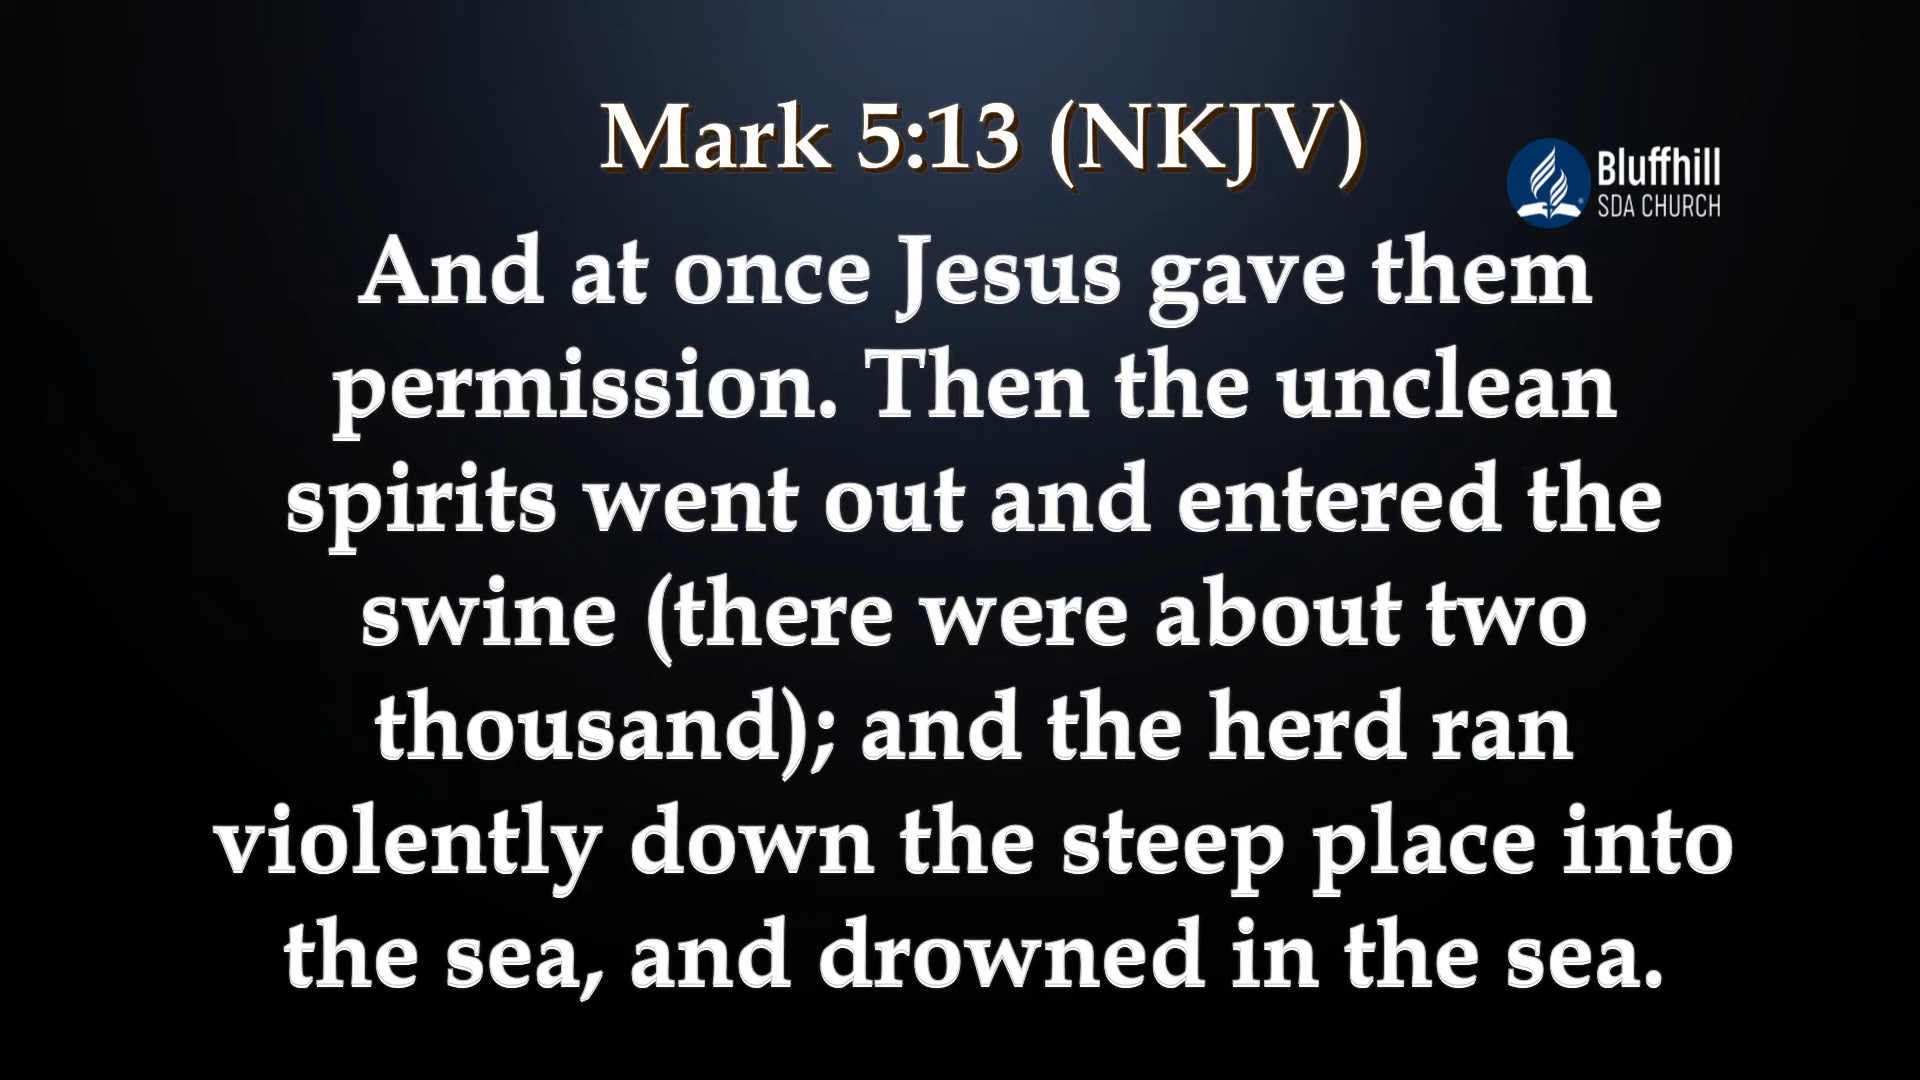 Mark 5:13 (NKJV)
Bluffhill
SDA CHURCH
And at once Jesus gave them
permission. Then the unclean
spirits went out and entered the
swine (there were about two
thousand); and the herd ran
violently down the steep place into
the sea, and drowned in the sea.